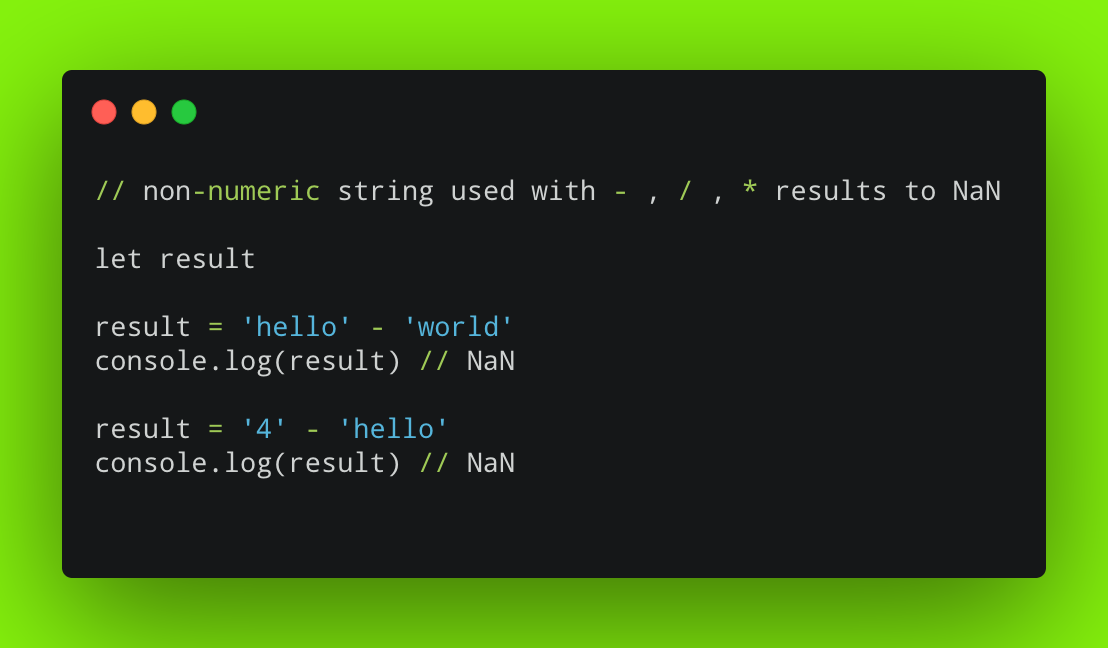 // non-numeric string used with - , / , * results to NaN
let result
result = 'hello' - 'world'
console.log(result) // NaN
result = '4' - 'hello'
console.log(result) // NaN